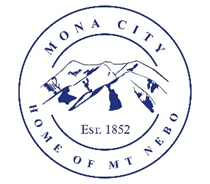 MONA CITY
EST. 1852
HOME OF MT NEBO